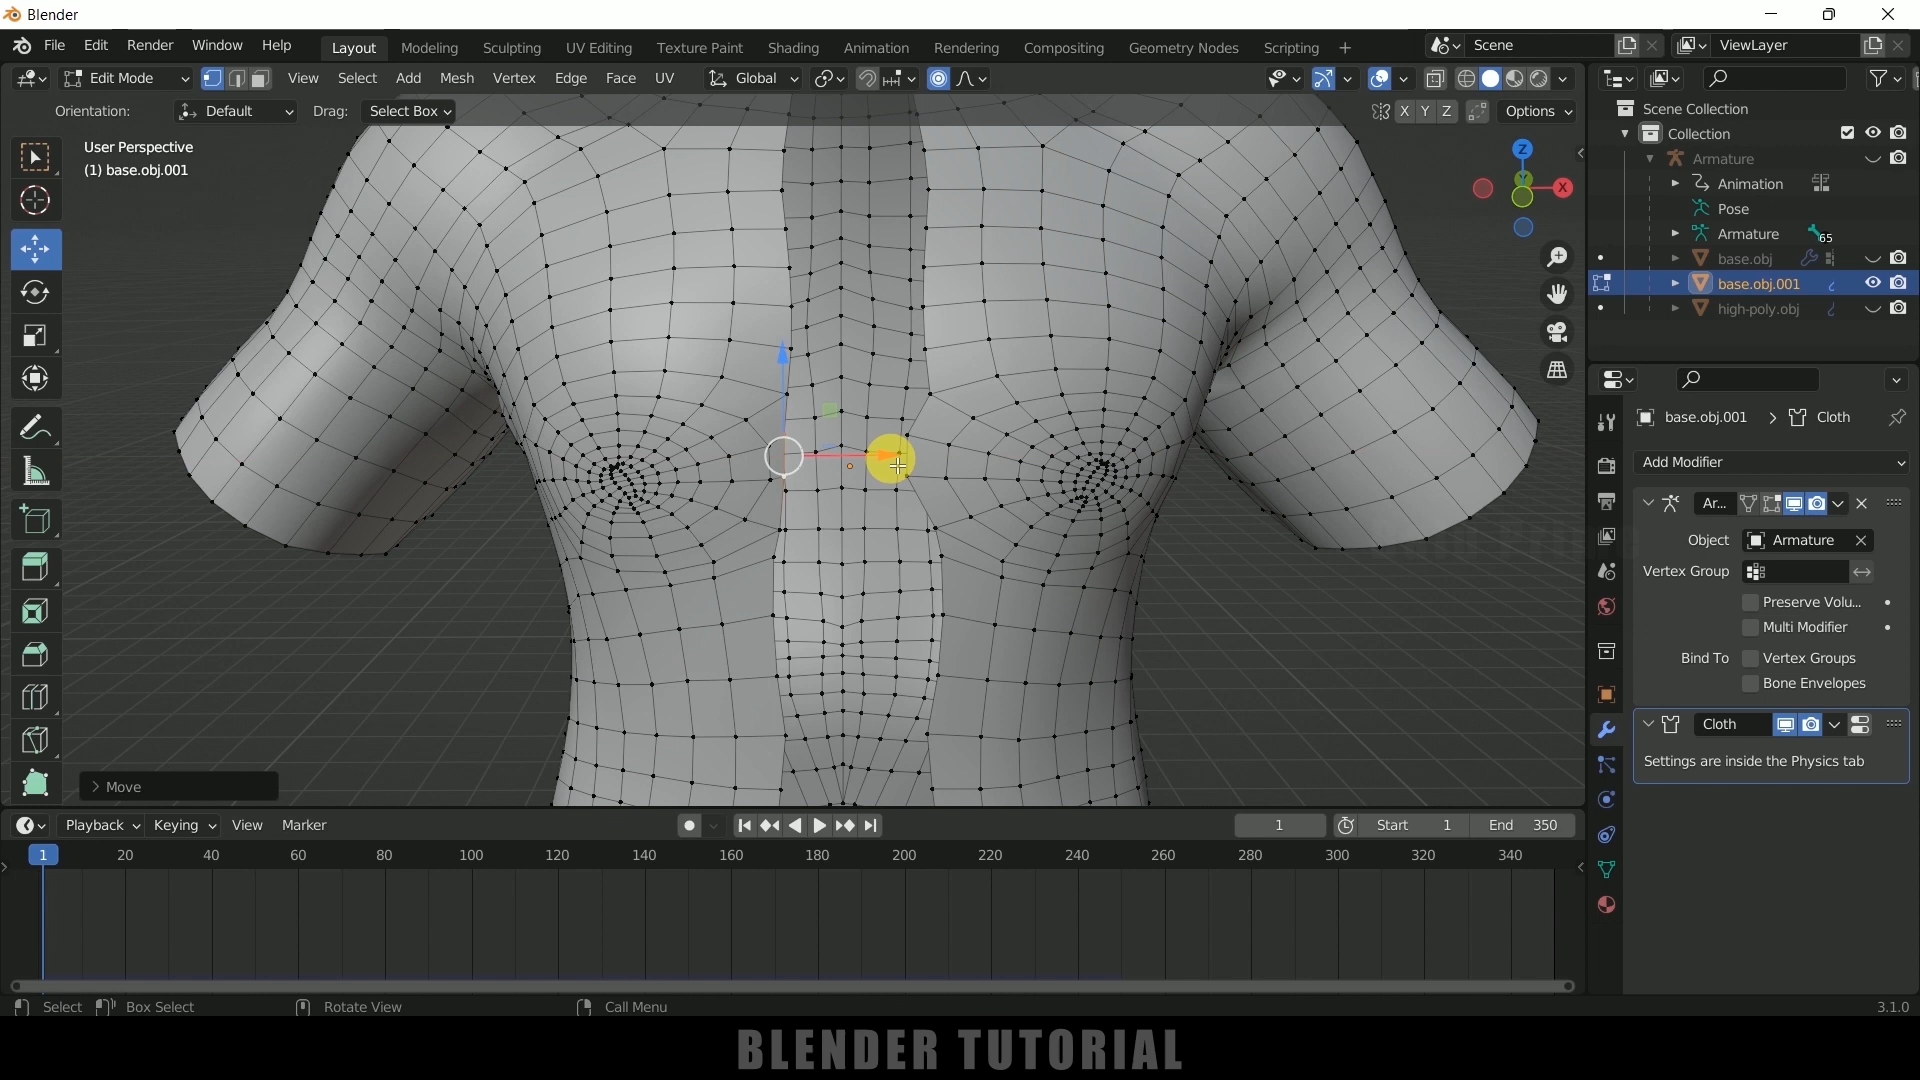 Blender
File Edit Render Window Help Layout Modeling Sculpting UV Editing Texture Paint Shading Animation Rendering Compositing Geometry Nodes Scripting + Scene ViewLayer
Edit Mode View Select Add Mesh Vertex Edge Face UV Global
Orientation: Default Drag: Select Box X Y Z Options
User Perspective
(1) base.obj.001
Z
X
Scene Collection
Collection
Armature
Animation
Pose
Armature 65
base.obj
base.obj.001
high-poly.obj
base.obj.001 Cloth
Add Modifier
Ar...
Object Armature
Vertex Group
Preserve Volu...
Multi Modifier
Bind To Vertex Groups
Bone Envelopes
Cloth
Settings are inside the Physics tab
Move
Playback Keying View Marker 1 Start 1 End 350
1 20 40 60 80 100 120 140 160 180 200 220 240 260 280 300 320 340
Select Box Select Rotate View Call Menu 3.1.0
BLENDER TUTORIAL